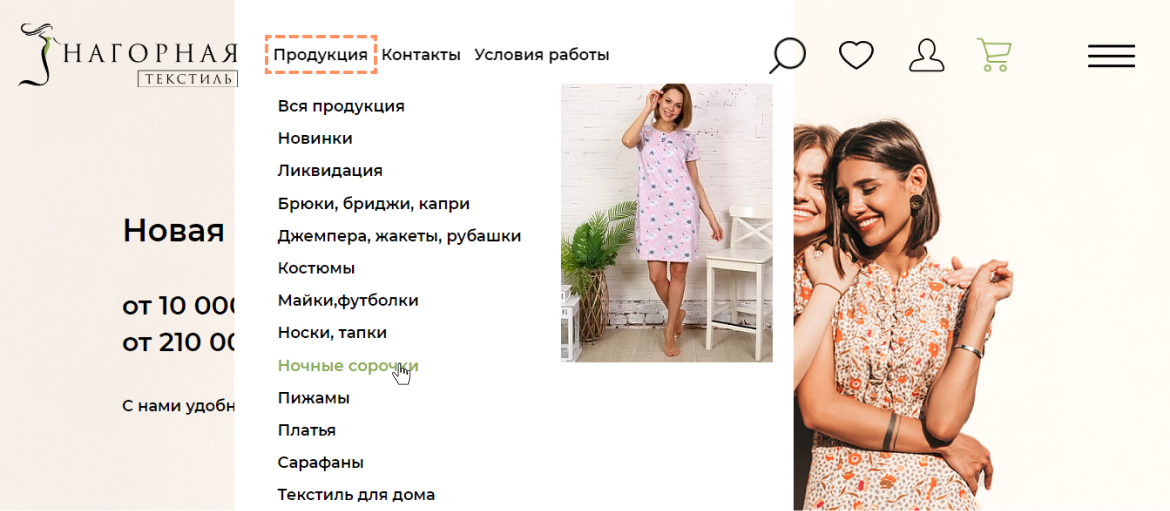 НАГОРНАЯ
ТЕКСТИЛЬ
Продукция Контакты Условия работы
Вся продукция
Новинки
Ликвидация
Брюки, бриджи, капри
Джемпера, жакеты, рубашки
Костюмы
Майки,футболки
Носки, тапки
Ночные сорочки
Пижамы
Платья
Сарафаны
Текстиль для дома
Новая
от 10 000
от 210 00
С нами удобн